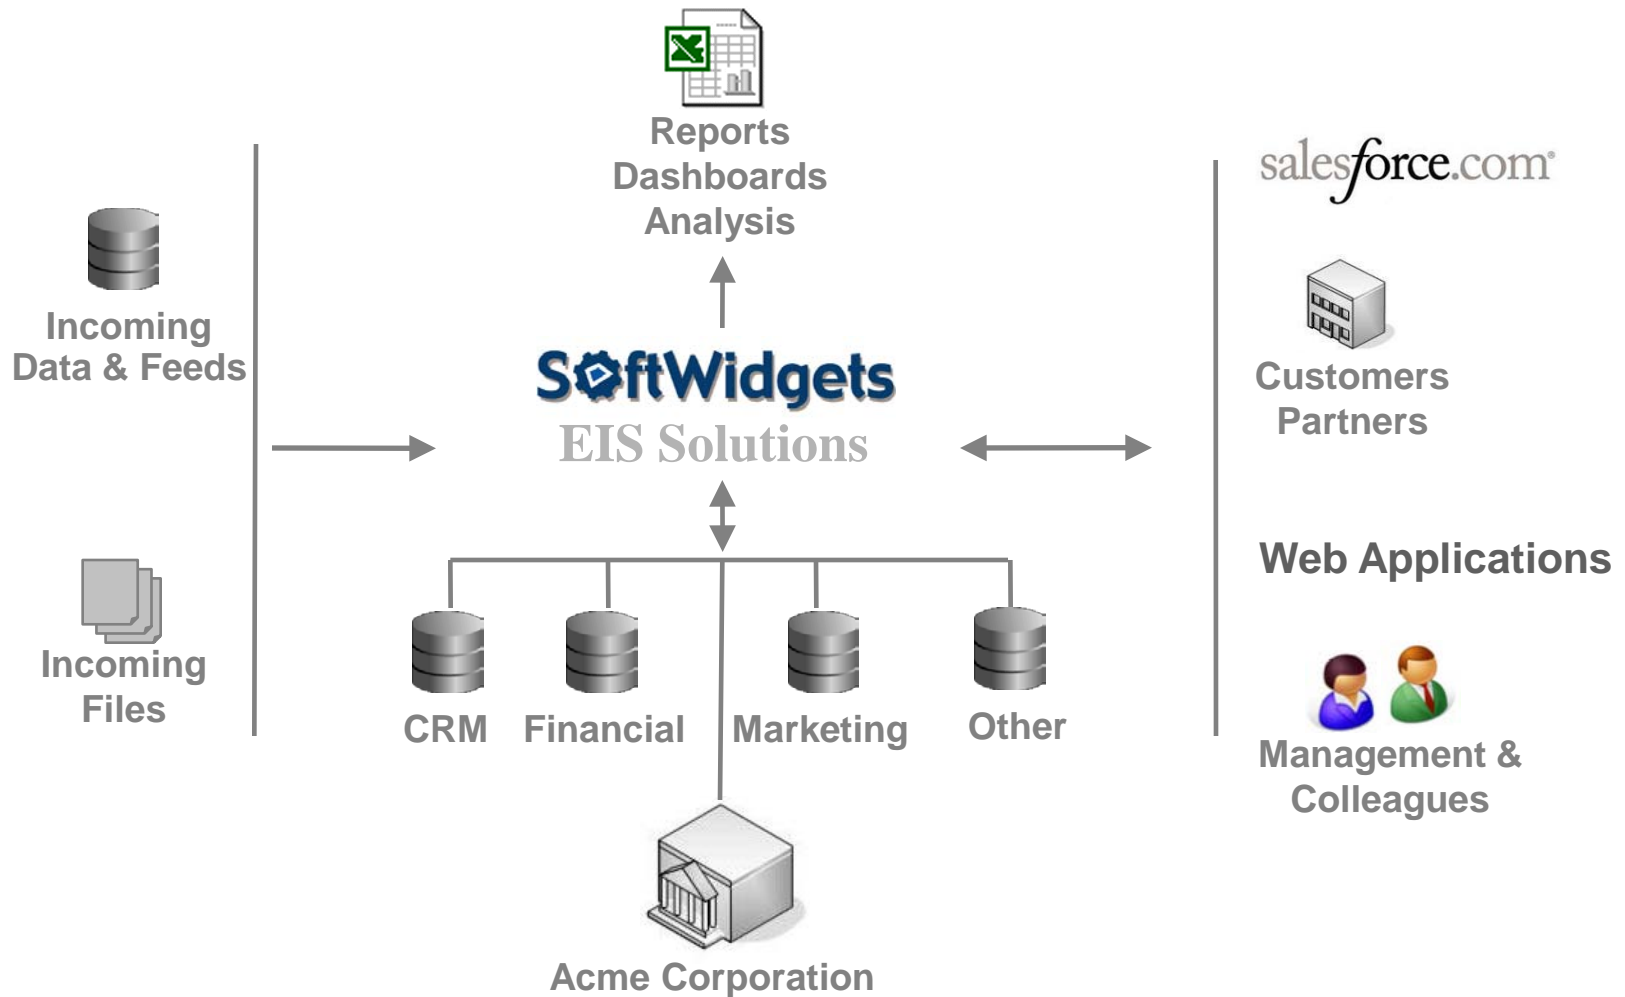 Reports
Dashboards
Analysis
salesforce.com®
Incoming
Data & Feeds
SoftWidgets
EIS Solutions
Customers
Partners
Web Applications
Incoming
Files
CRM
Financial
Marketing
Other
Management &
Colleagues
Acme Corporation